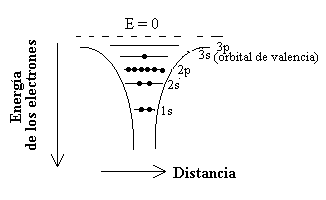 E = 0
3p
3s (orbital de valencia)
2p
2s
1s
Energía
de los electrones
Distancia